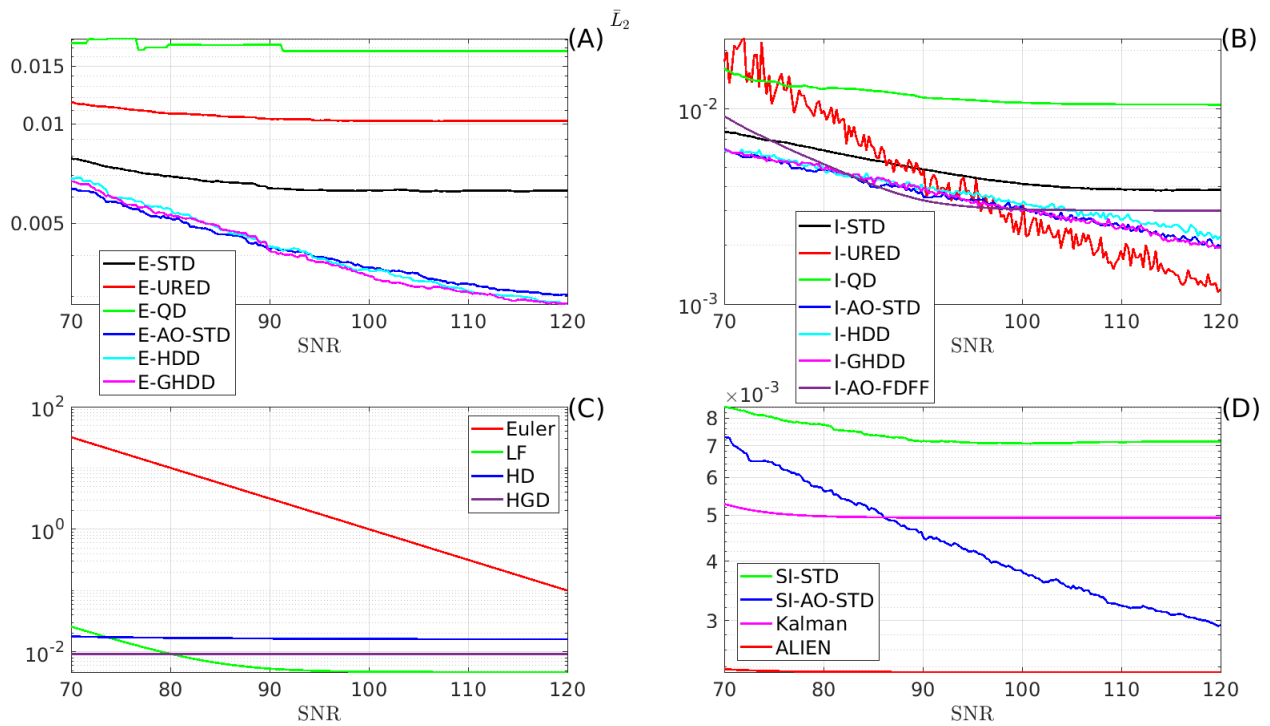 L̄₂
(A)
0.015
0.01
0.005
70 80 90 100 110 120
SNR
E-STD
E-URED
E-QD
E-AO-STD
E-HDD
E-GHDD
(B)
10⁻²
10⁻³
70 80 90 100 110 120
SNR
I-STD
I-URED
I-QD
I-AO-STD
I-HDD
I-GHDD
I-AO-FDFF
(C)
10²
10⁰
10⁻²
70 80 90 100 110 120
SNR
Euler
LF
HD
HGD
(D)
×10⁻³
8
7
6
5
4
3
70 80 90 100 110 120
SNR
SI-STD
SI-AO-STD
Kalman
ALIEN